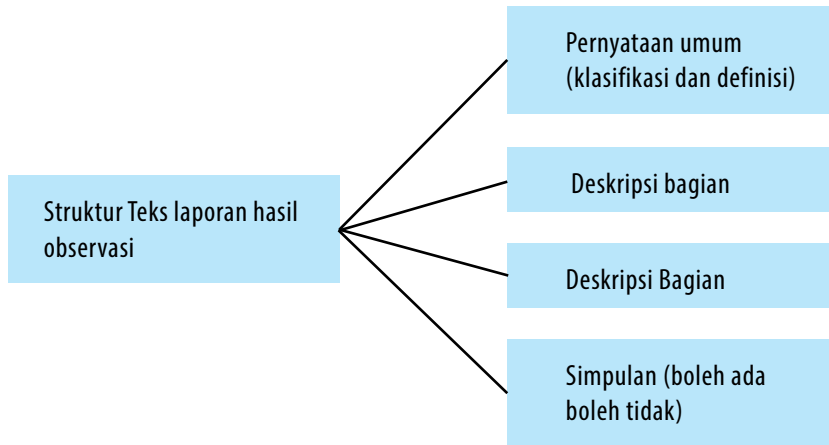 Struktur Teks laporan hasil
observasi
Pernyataan umum
(klasifikasi dan definisi)
Deskripsi bagian
Deskripsi Bagian
Simpulan (boleh ada
boleh tidak)